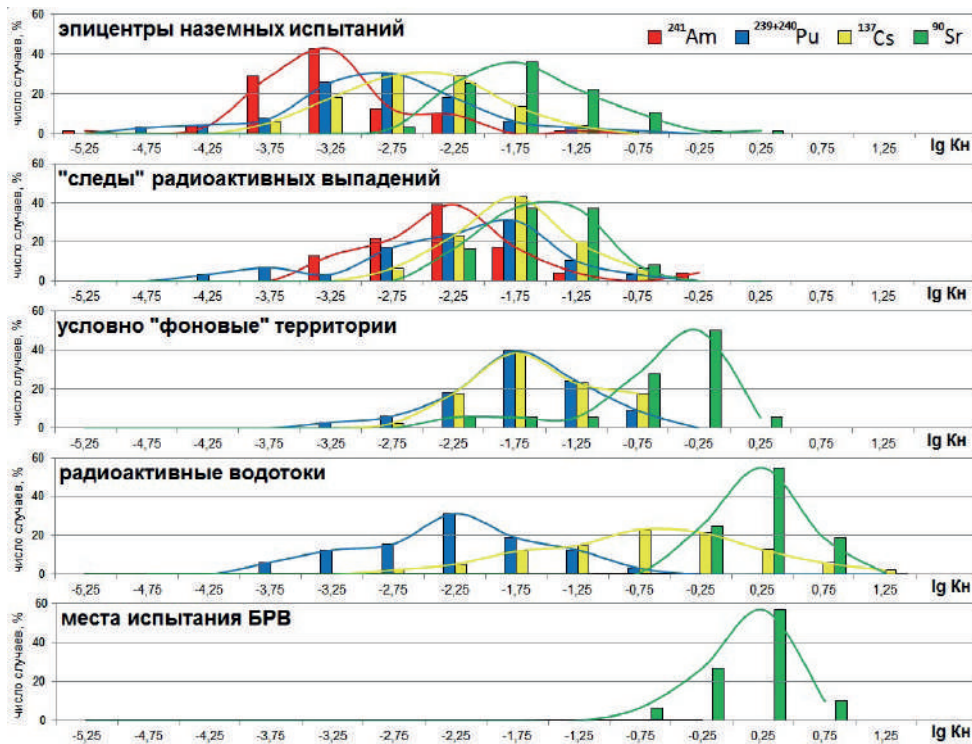 эпицентры наземных испытаний
²⁴¹Am ²³⁹⁺²⁴⁰Pu ¹³⁷Cs ⁹⁰Sr
число случаев, %
60
40
20
0
-5,25 -4,75 -4,25 -3,75 -3,25 -2,75 -2,25 -1,75 -1,25 -0,75 -0,25 0,25 0,75 1,25 lg Кн
"следы" радиоактивных выпадений
число случаев, %
60
40
20
0
-5,25 -4,75 -4,25 -3,75 -3,25 -2,75 -2,25 -1,75 -1,25 -0,75 -0,25 0,25 0,75 1,25 lg Кн
условно "фоновые" территории
число случаев, %
60
40
20
0
-5,25 -4,75 -4,25 -3,75 -3,25 -2,75 -2,25 -1,75 -1,25 -0,75 -0,25 0,25 0,75 1,25 lg Кн
радиоактивные водотоки
число случаев, %
60
40
20
0
-5,25 -4,75 -4,25 -3,75 -3,25 -2,75 -2,25 -1,75 -1,25 -0,75 -0,25 0,25 0,75 1,25 lg Кн
места испытания БРВ
число случаев, %
60
40
20
0
-5,25 -4,75 -4,25 -3,75 -3,25 -2,75 -2,25 -1,75 -1,25 -0,75 -0,25 0,25 0,75 1,25 lg Кн